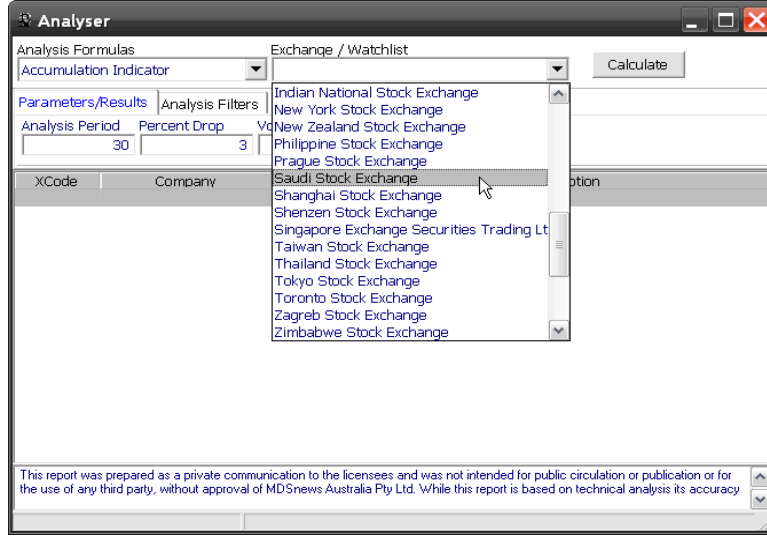 Analyser
Analysis Formulas
Exchange / Watchlist
Accumulation Indicator
Calculate
Parameters/Results
Analysis Filters
Analysis Period
Percent Drop
30
3
Indian National Stock Exchange
New York Stock Exchange
New Zealand Stock Exchange
Philippine Stock Exchange
Prague Stock Exchange
Saudi Stock Exchange
Shanghai Stock Exchange
Shenzen Stock Exchange
Singapore Exchange Securities Trading Lt
Taiwan Stock Exchange
Thailand Stock Exchange
Tokyo Stock Exchange
Toronto Stock Exchange
Zagreb Stock Exchange
Zimbabwe Stock Exchange
XCode
Company
ption
This report was prepared as a private communication to the licensees and was not intended for public circulation or publication or for
the use of any third party, without approval of MDSnews Australia Pty Ltd. While this report is based on technical analysis its accuracy